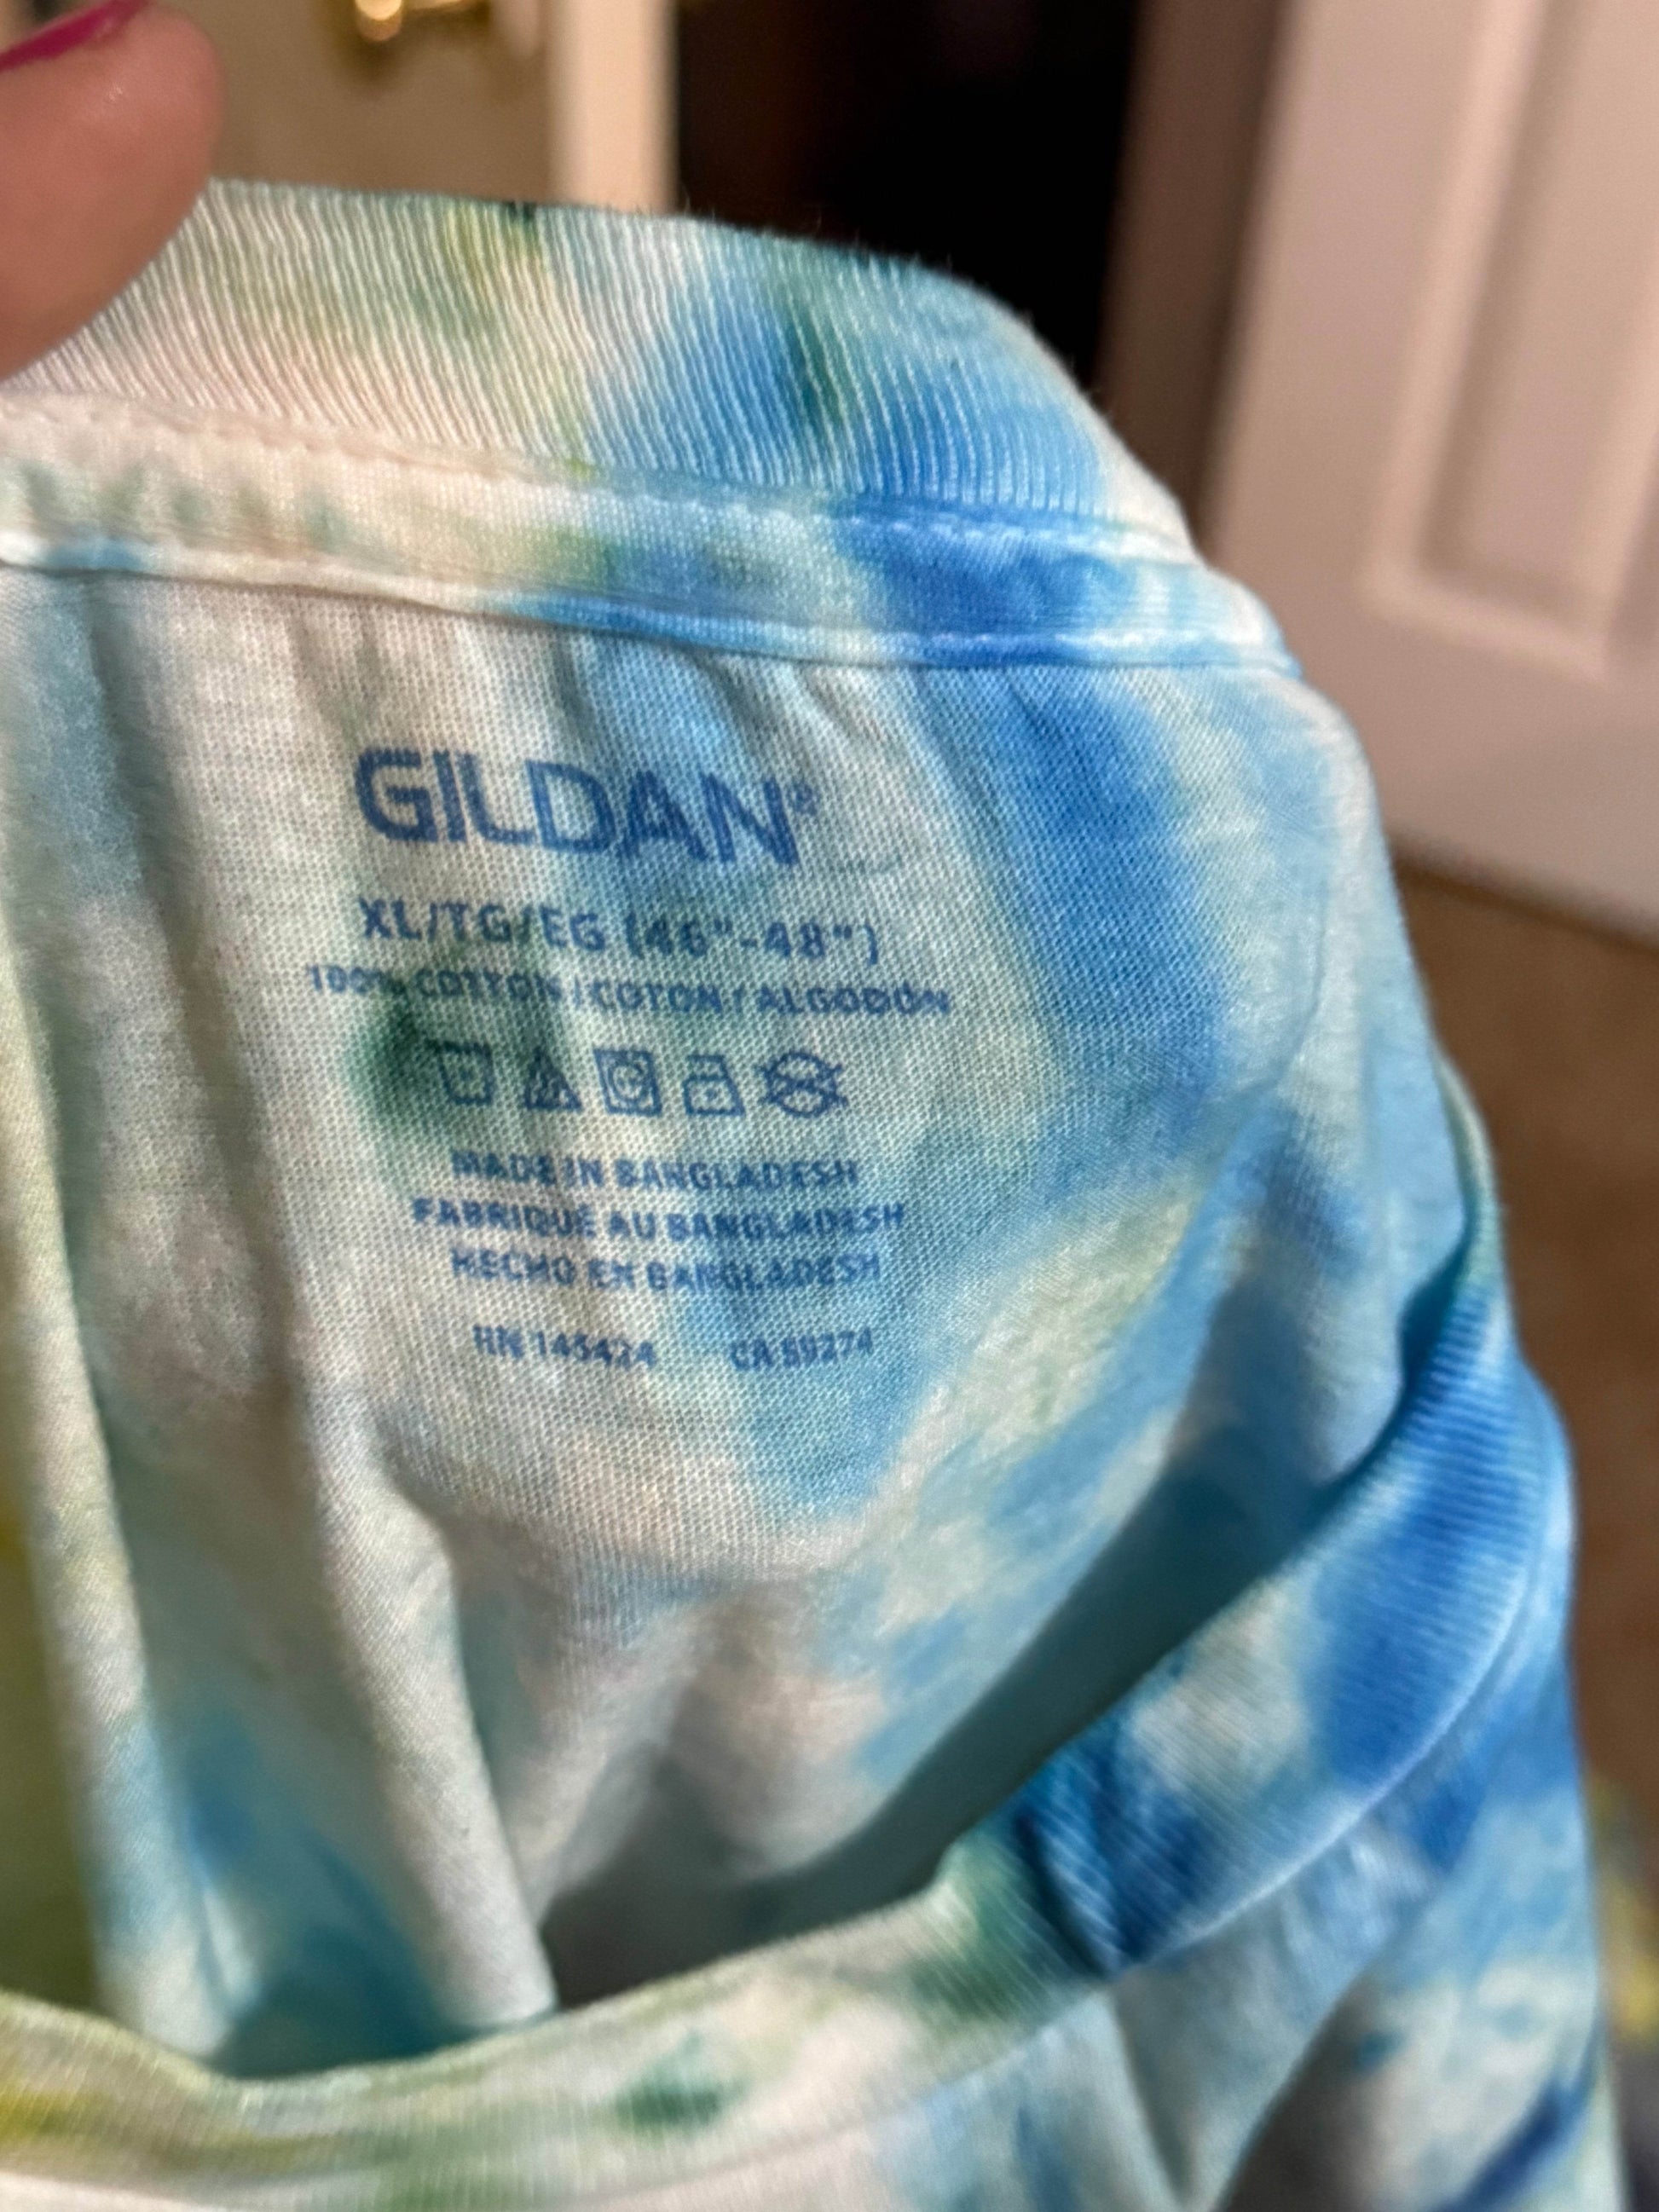 GILDAN®
XL/TG/EG (46"-48")
100% COTTON / COTON / ALGODÓN
MADE IN BANGLADESH
FABRIQUÉ AU BANGLADESH
HECHO EN BANGLADESH
RN 145424 CA 59274